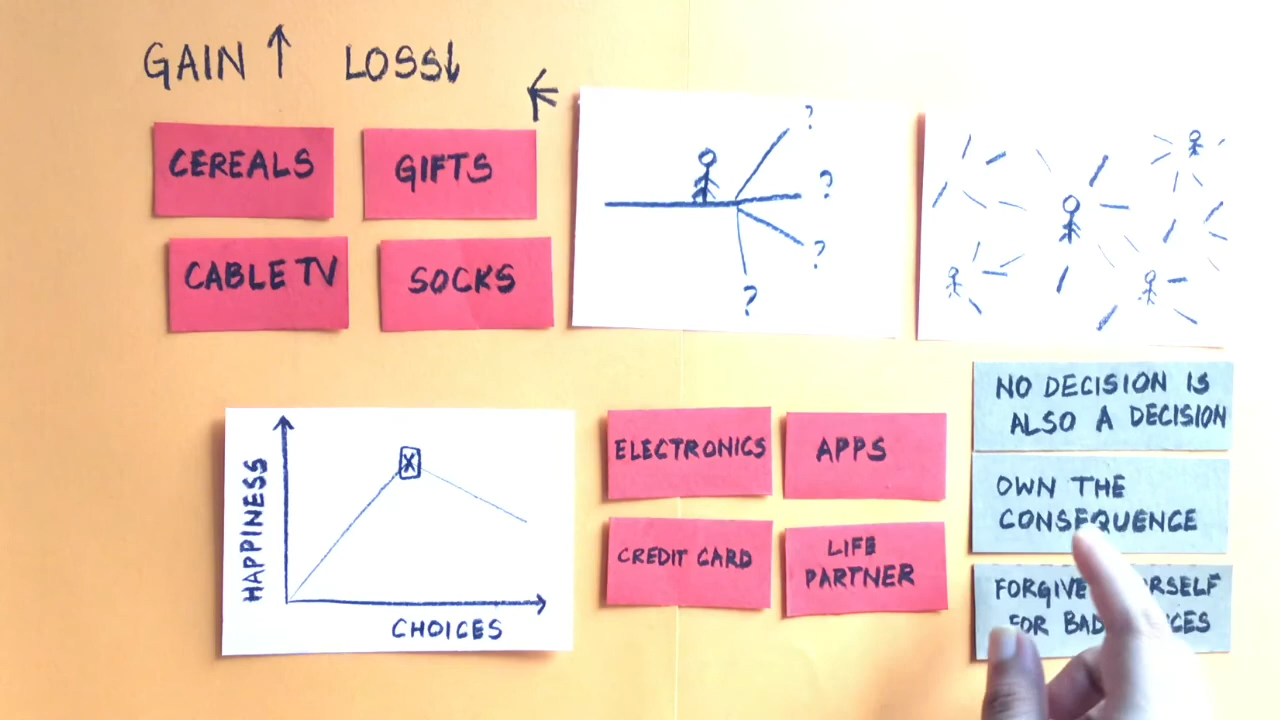 GAIN ↑ LOSS↓
CEREALS
GIFTS
CABLE TV
SOCKS
?
?
?
?
HAPPINESS
X
CHOICES
ELECTRONICS
APPS
CREDIT CARD
LIFE
PARTNER
NO DECISION IS
ALSO A DECISION
OWN THE
CONSEQUENCE
FORGIVE
FOR BAD